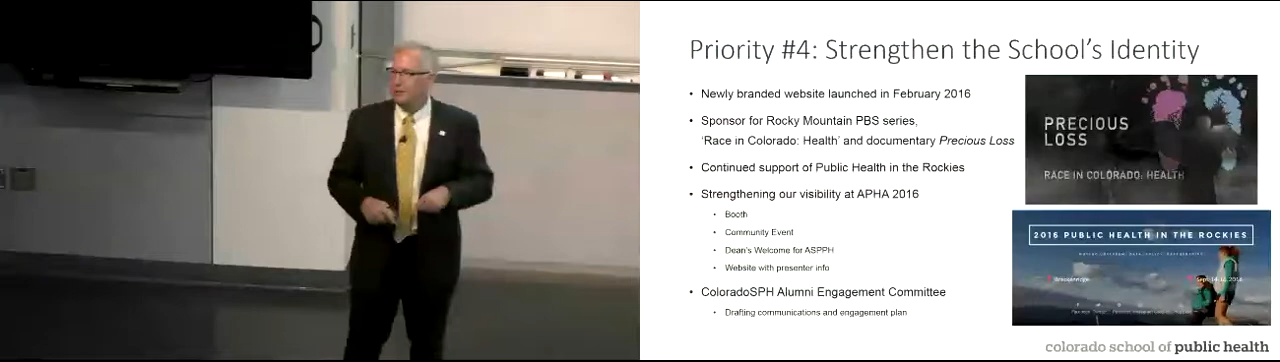 Priority #4: Strengthen the School's Identity
• Newly branded website launched in February 2016
• Sponsor for Rocky Mountain PBS series,
'Race in Colorado: Health' and documentary Precious Loss
• Continued support of Public Health in the Rockies
• Strengthening our visibility at APHA 2016
• Booth
• Community Event
• Dean's Welcome for ASPPH
• Website with presenter info
• ColoradoSPH Alumni Engagement Committee
• Drafting communications and engagement plan
PRECIOUS
LOSS
RACE IN COLORADO: HEALTH
2016 PUBLIC HEALTH IN THE ROCKIES
colorado school of public health